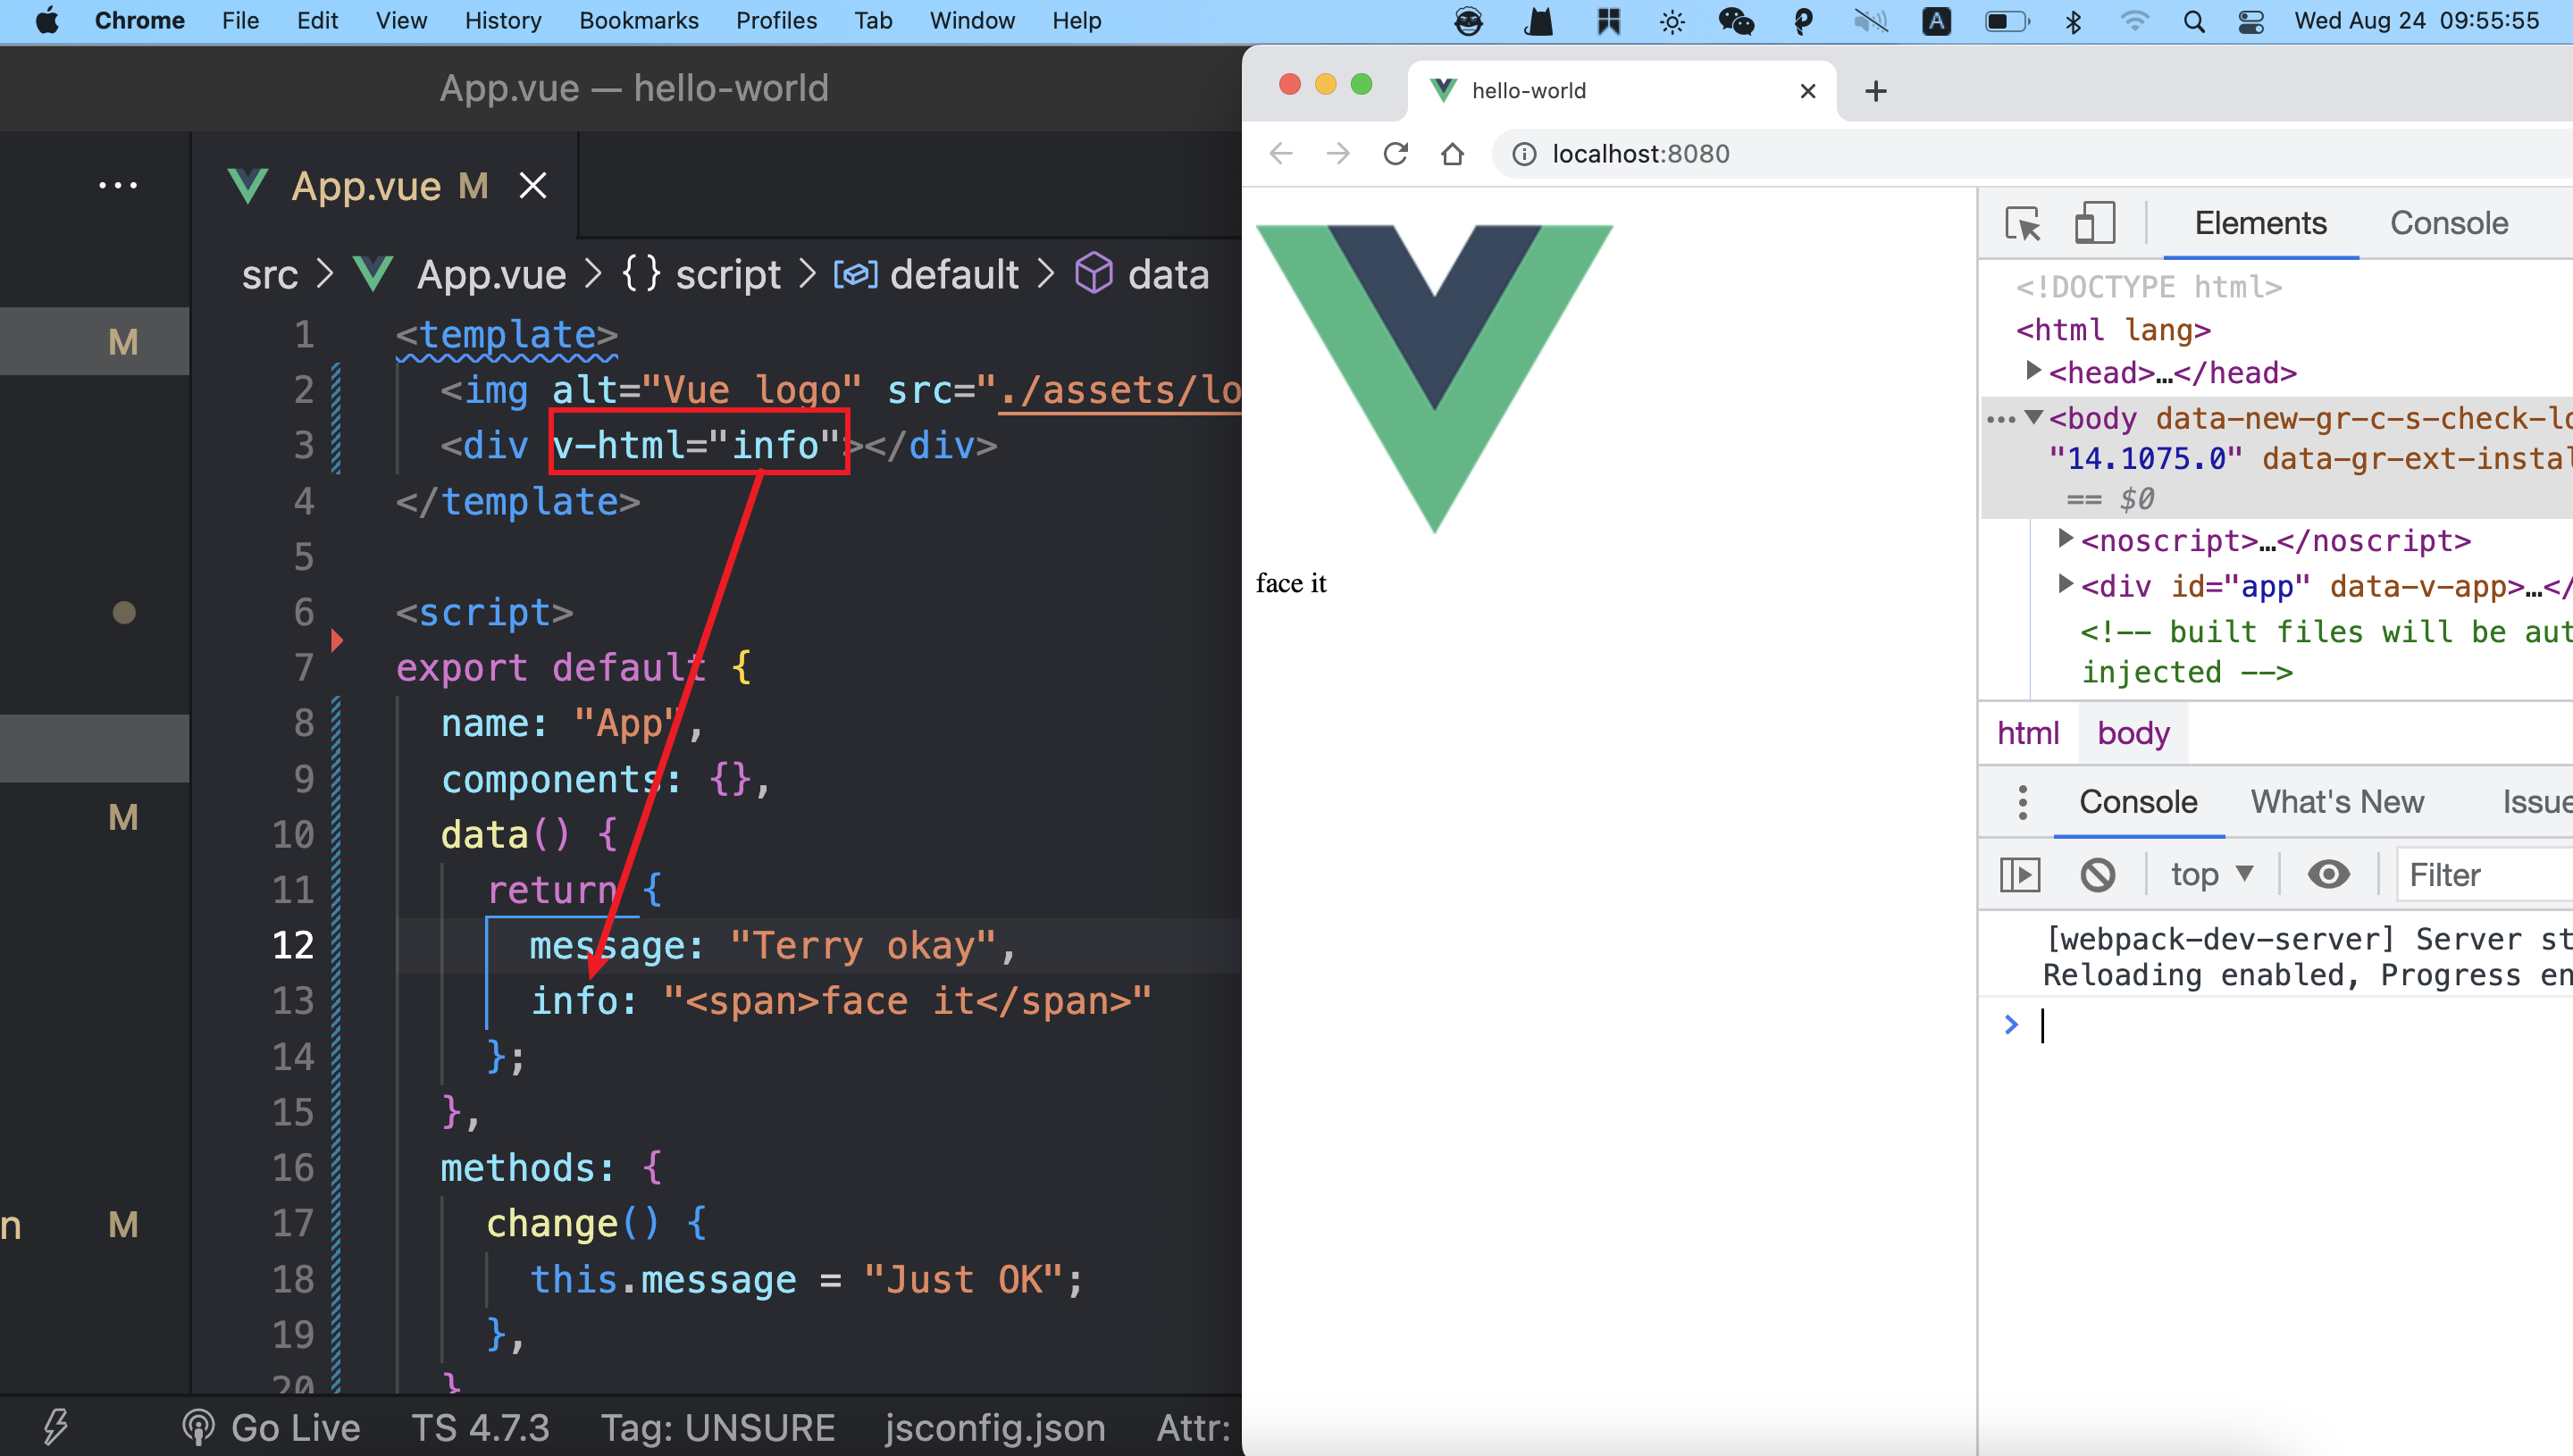 Chrome File Edit View History Bookmarks Profiles Tab Window Help A Wed Aug 24 09:55:55
App.vue — hello-world
App.vue M
src > App.vue > {} script > default > data
1 <template>
2 <img alt="Vue logo" src="./assets/lo
3 <div v-html="info"></div>
4 </template>
5
6 <script>
7 export default {
8 name: "App",
9 components: {},
10 data() {
11 return {
12 message: "Terry okay",
13 info: "<span>face it</span>"
14 };
15 },
16 methods: {
17 change() {
18 this.message = "Just OK";
19 },
20 }
M
M
n M
Go Live TS 4.7.3 Tag: UNSURE jsconfig.json Attr:
hello-world
localhost:8080
face it
Elements Console
<!DOCTYPE html>
<html lang>
<head>…</head>
<body data-new-gr-c-s-check-lo
"14.1075.0" data-gr-ext-instal
== $0
<noscript>…</noscript>
<div id="app" data-v-app>…</
<!-- built files will be aut
injected -->
html body
Console What's New Issue
top Filter
[webpack-dev-server] Server st
Reloading enabled, Progress en
>